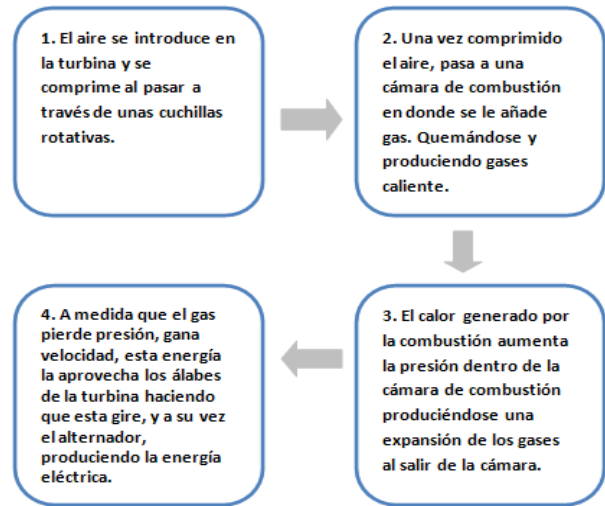 1. El aire se introduce en
la turbina y se
comprime al pasar a
través de unas cuchillas
rotativas.
2. Una vez comprimido
el aire, pasa a una
cámara de combustión
en donde se le añade
gas. Quemándose y
produciendo gases
caliente.
3. El calor generado por
la combustión aumenta
la presión dentro de la
cámara de combustión
produciéndose una
expansión de los gases
al salir de la cámara.
4. A medida que el gas
pierde presión, gana
velocidad, esta energía
la aprovecha los álabes
de la turbina haciendo
que esta gire, y a su vez
el alternador,
produciendo la energía
eléctrica.